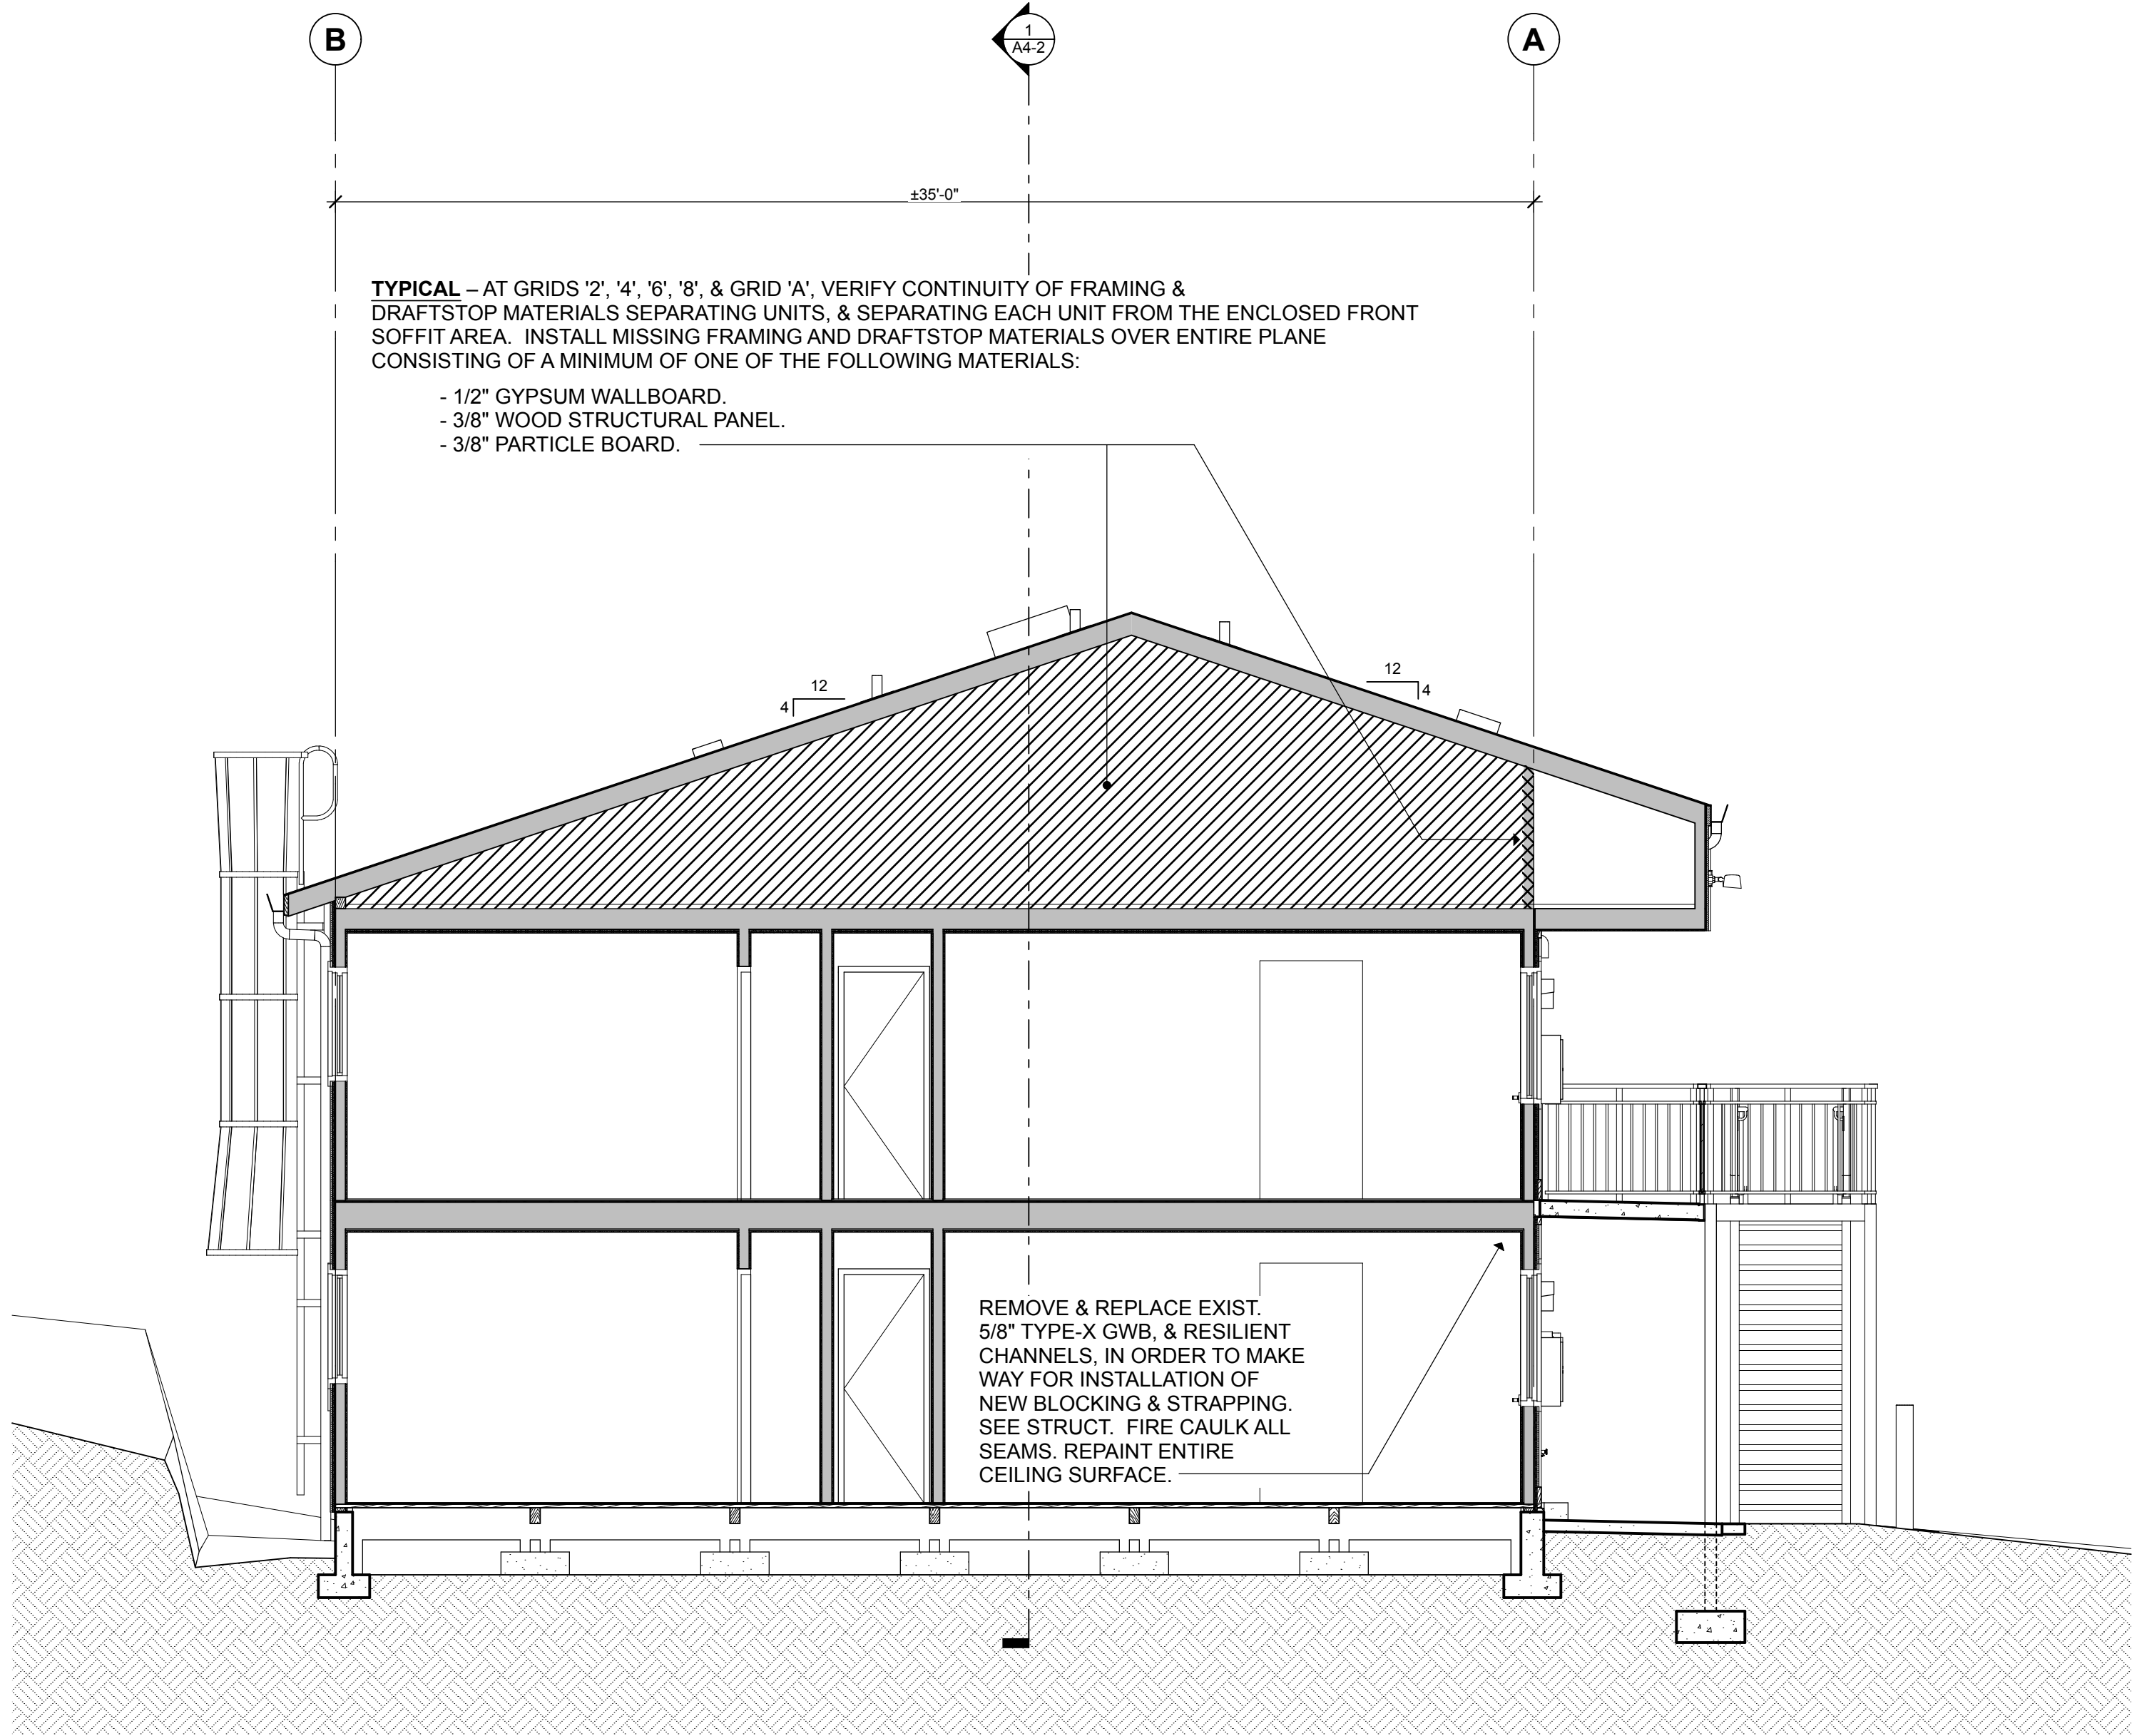 B
1
A4-2
A
±35'-0"
TYPICAL – AT GRIDS '2', '4', '6', '8', & GRID 'A', VERIFY CONTINUITY OF FRAMING &
DRAFTSTOP MATERIALS SEPARATING UNITS, & SEPARATING EACH UNIT FROM THE ENCLOSED FRONT
SOFFIT AREA. INSTALL MISSING FRAMING AND DRAFTSTOP MATERIALS OVER ENTIRE PLANE
CONSISTING OF A MINIMUM OF ONE OF THE FOLLOWING MATERIALS:
- 1/2" GYPSUM WALLBOARD.
- 3/8" WOOD STRUCTURAL PANEL.
- 3/8" PARTICLE BOARD.
12
4
12
4
REMOVE & REPLACE EXIST.
5/8" TYPE-X GWB, & RESILIENT
CHANNELS, IN ORDER TO MAKE
WAY FOR INSTALLATION OF
NEW BLOCKING & STRAPPING.
SEE STRUCT. FIRE CAULK ALL
SEAMS. REPAINT ENTIRE
CEILING SURFACE.